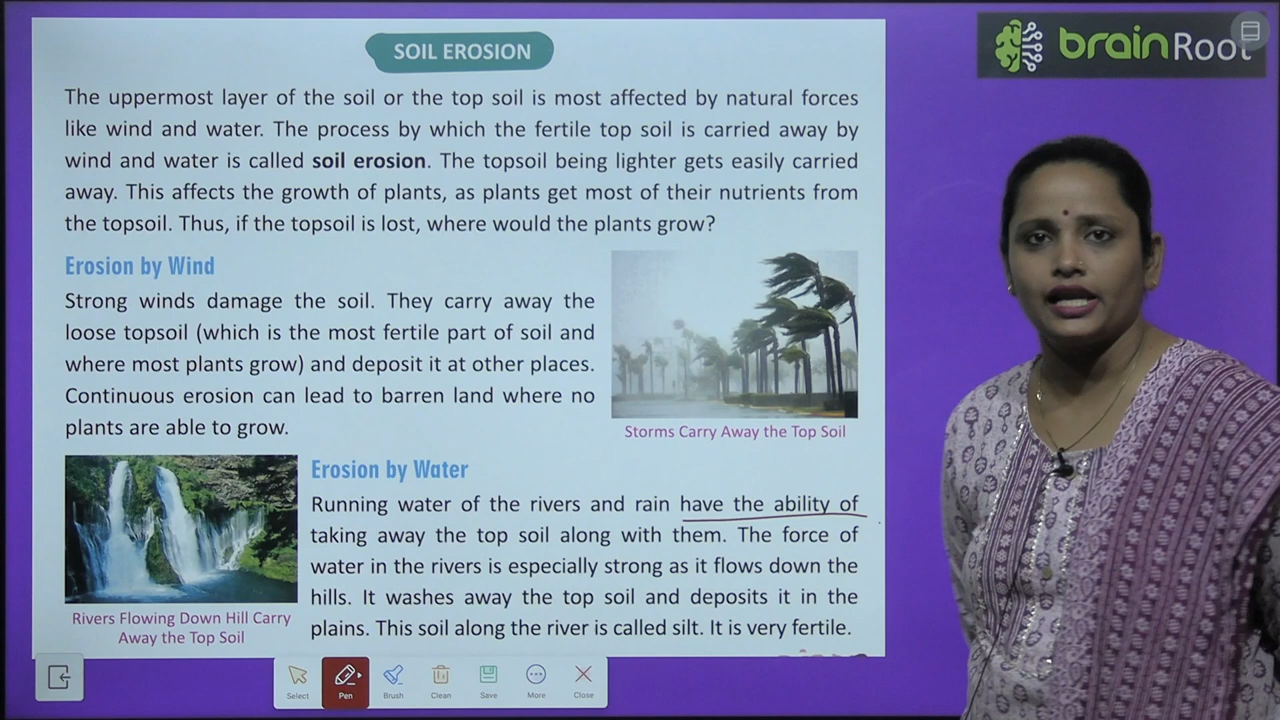 SOIL EROSION
brainRoot
The uppermost layer of the soil or the top soil is most affected by natural forces
like wind and water. The process by which the fertile top soil is carried away by
wind and water is called soil erosion. The topsoil being lighter gets easily carried
away. This affects the growth of plants, as plants get most of their nutrients from
the topsoil. Thus, if the topsoil is lost, where would the plants grow?
Erosion by Wind
Strong winds damage the soil. They carry away the
loose topsoil (which is the most fertile part of soil and
where most plants grow) and deposit it at other places.
Continuous erosion can lead to barren land where no
plants are able to grow.
Storms Carry Away the Top Soil
Erosion by Water
Running water of the rivers and rain have the ability of
taking away the top soil along with them. The force of
water in the rivers is especially strong as it flows down the
hills. It washes away the top soil and deposits it in the
plains. This soil along the river is called silt. It is very fertile.
Rivers Flowing Down Hill Carry
Away the Top Soil
Select
Pen
Brush
Clean
Save
More
Close